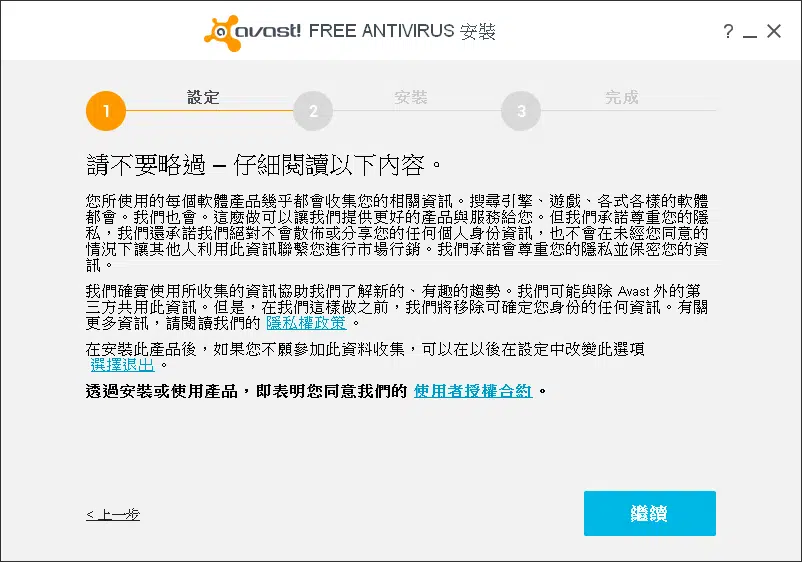 avast! FREE ANTIVIRUS 安裝
? _ ×
設定 安裝 完成
1 2 3
請不要略過 – 仔細閱讀以下內容。
您所使用的每個軟體產品幾乎都會收集您的相關資訊。搜尋引擎、遊戲、各式各樣的軟體
都會。我們也會。這麼做可以讓我們提供更好的產品與服務給您。但我們承諾尊重您的隱
私，我們還承諾我們絕對不會散佈或分享您的任何個人身份資訊，也不會在未經您同意的
情況下讓其他人利用此資訊聯繫您進行市場行銷。我們承諾會尊重您的隱私並保密您的資
訊。
我們確實使用所收集的資訊協助我們了解新的、有趣的趨勢。我們可能與除 Avast 外的第
三方共用此資訊。但是，在我們這樣做之前，我們將移除可確定您身份的任何資訊。有關
更多資訊，請閱讀我們的 隱私權政策 。
在安裝此產品後，如果您不願參加此資料收集，可以在以後在設定中改變此選項
選擇退出 。
透過安裝或使用產品，即表明您同意我們的 使用者授權合約 。
< 上一步
繼續